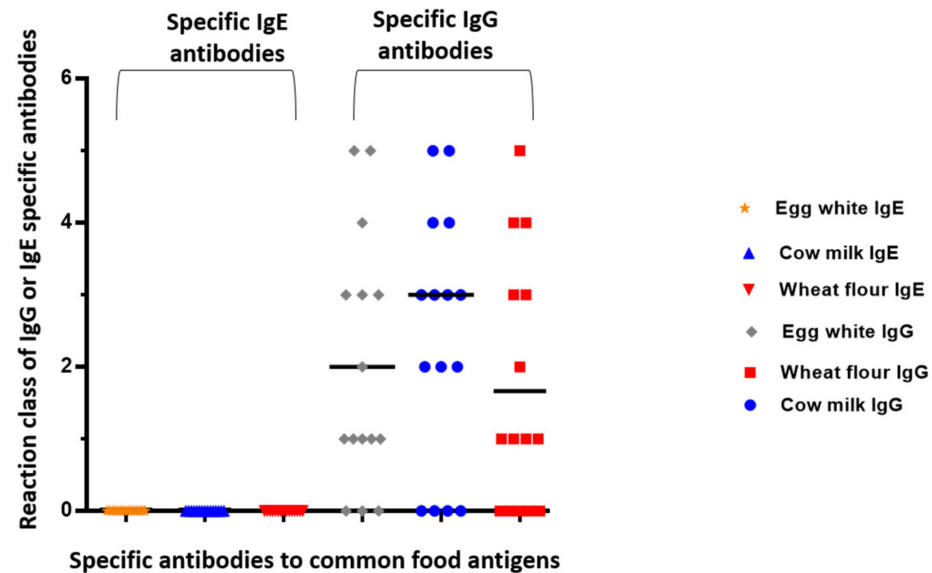 Specific IgE
antibodies
Specific IgG
antibodies
Reaction class of IgG or IgE specific antibodies
6
4
2
0
Egg white IgE
Cow milk IgE
Wheat flour IgE
Egg white IgG
Wheat flour IgG
Cow milk IgG
Specific antibodies to common food antigens